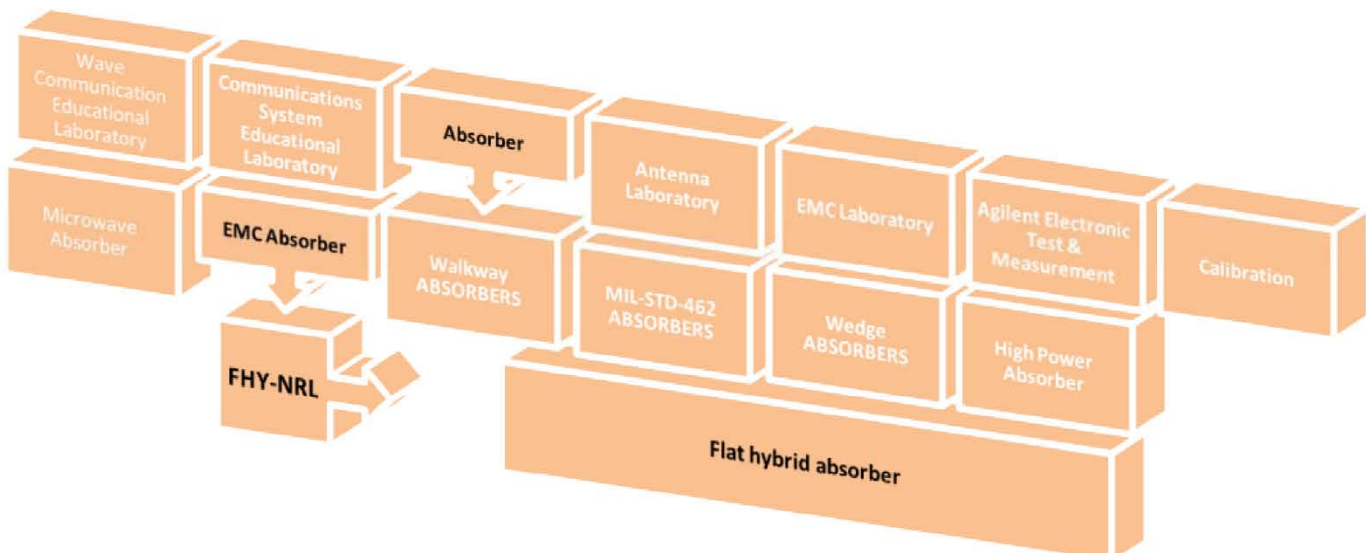 Wave
Communication
Educational
Laboratory
Communications
System
Educational
Laboratory
Absorber
Antenna
Laboratory
EMC Laboratory
Agilent Electronic
Test &
Measurement
Calibration
Microwave
Absorber
EMC Absorber
Walkway
ABSORBERS
MIL-STD-462
ABSORBERS
Wedge
ABSORBERS
High Power
Absorber
FHY-NRL
Flat hybrid absorber